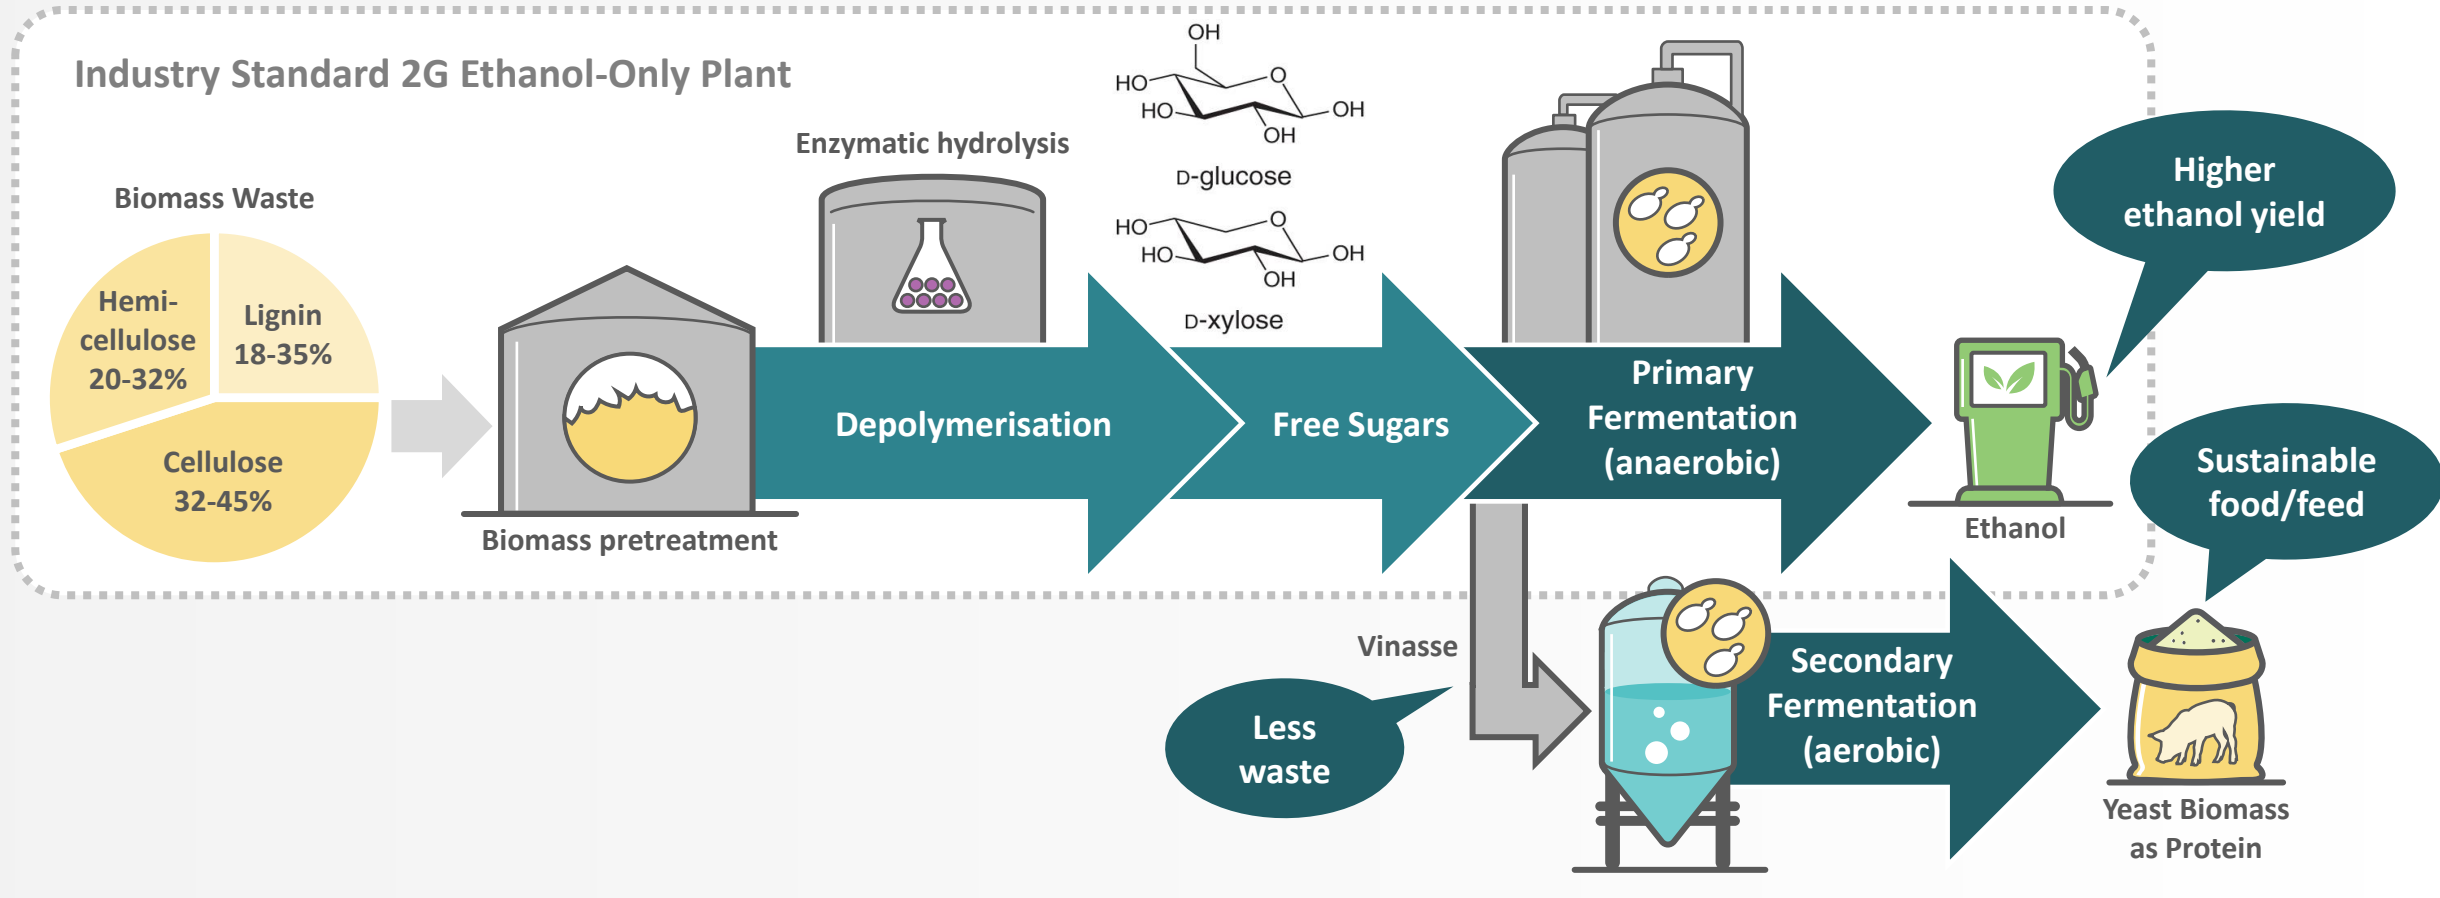 Industry Standard 2G Ethanol-Only Plant
Biomass Waste
Hemi-
cellulose
20-32%
Lignin
18-35%
Cellulose
32-45%
Biomass pretreatment
Enzymatic hydrolysis
Depolymerisation
OH
O
HO
HO
OH
OH
D-glucose
O
HO
HO
OH
OH
D-xylose
Free Sugars
Primary
Fermentation
(anaerobic)
Ethanol
Higher
ethanol yield
Vinasse
Less
waste
Secondary
Fermentation
(aerobic)
Sustainable
food/feed
Yeast Biomass
as Protein